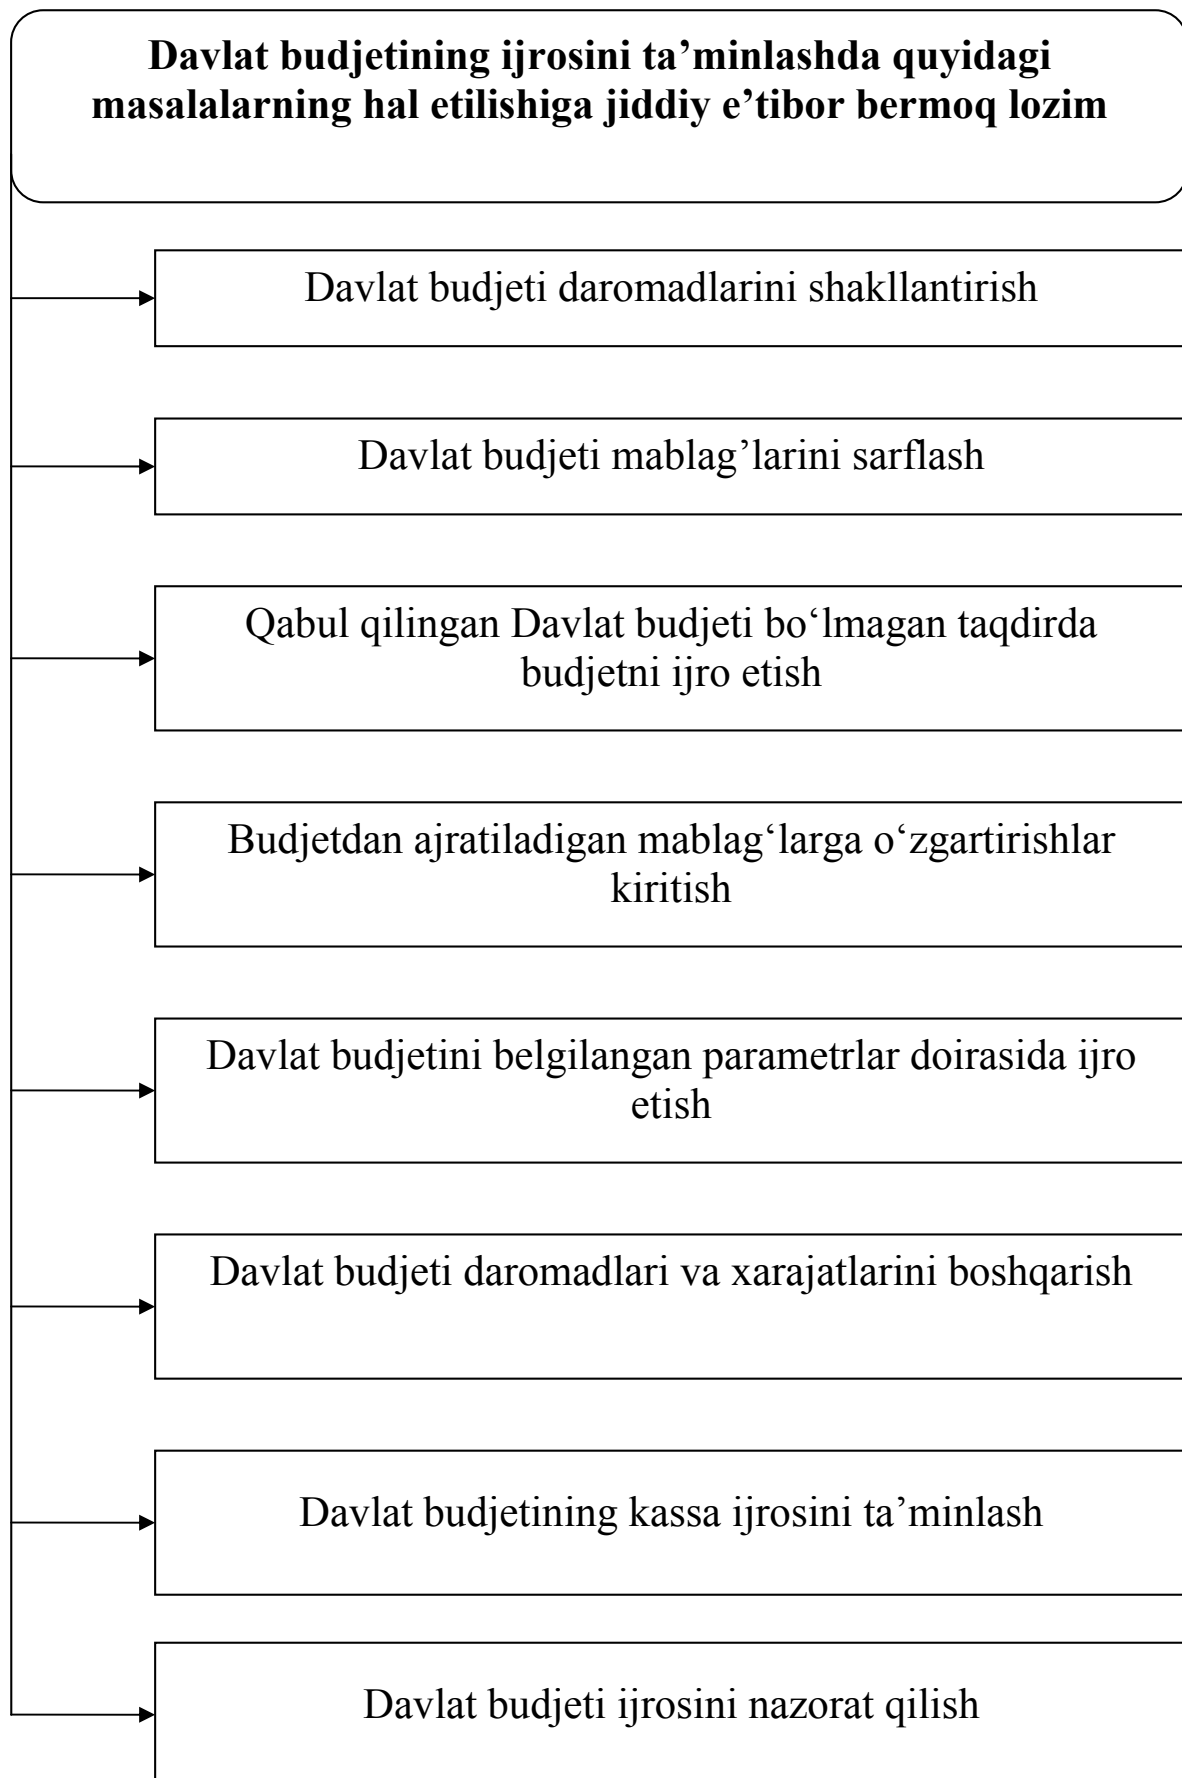 Davlat budjetining ijrosini ta’minlashda quyidagi
masalalarning hal etilishiga jiddiy e’tibor bermoq lozim
Davlat budjeti daromadlarini shakllantirish
Davlat budjeti mablag’larini sarflash
Qabul qilingan Davlat budjeti bo‘lmagan taqdirda
budjetni ijro etish
Budjetdan ajratiladigan mablag‘larga o‘zgartirishlar
kiritish
Davlat budjetini belgilangan parametrlar doirasida ijro
etish
Davlat budjeti daromadlari va xarajatlarini boshqarish
Davlat budjetining kassa ijrosini ta’minlash
Davlat budjeti ijrosini nazorat qilish